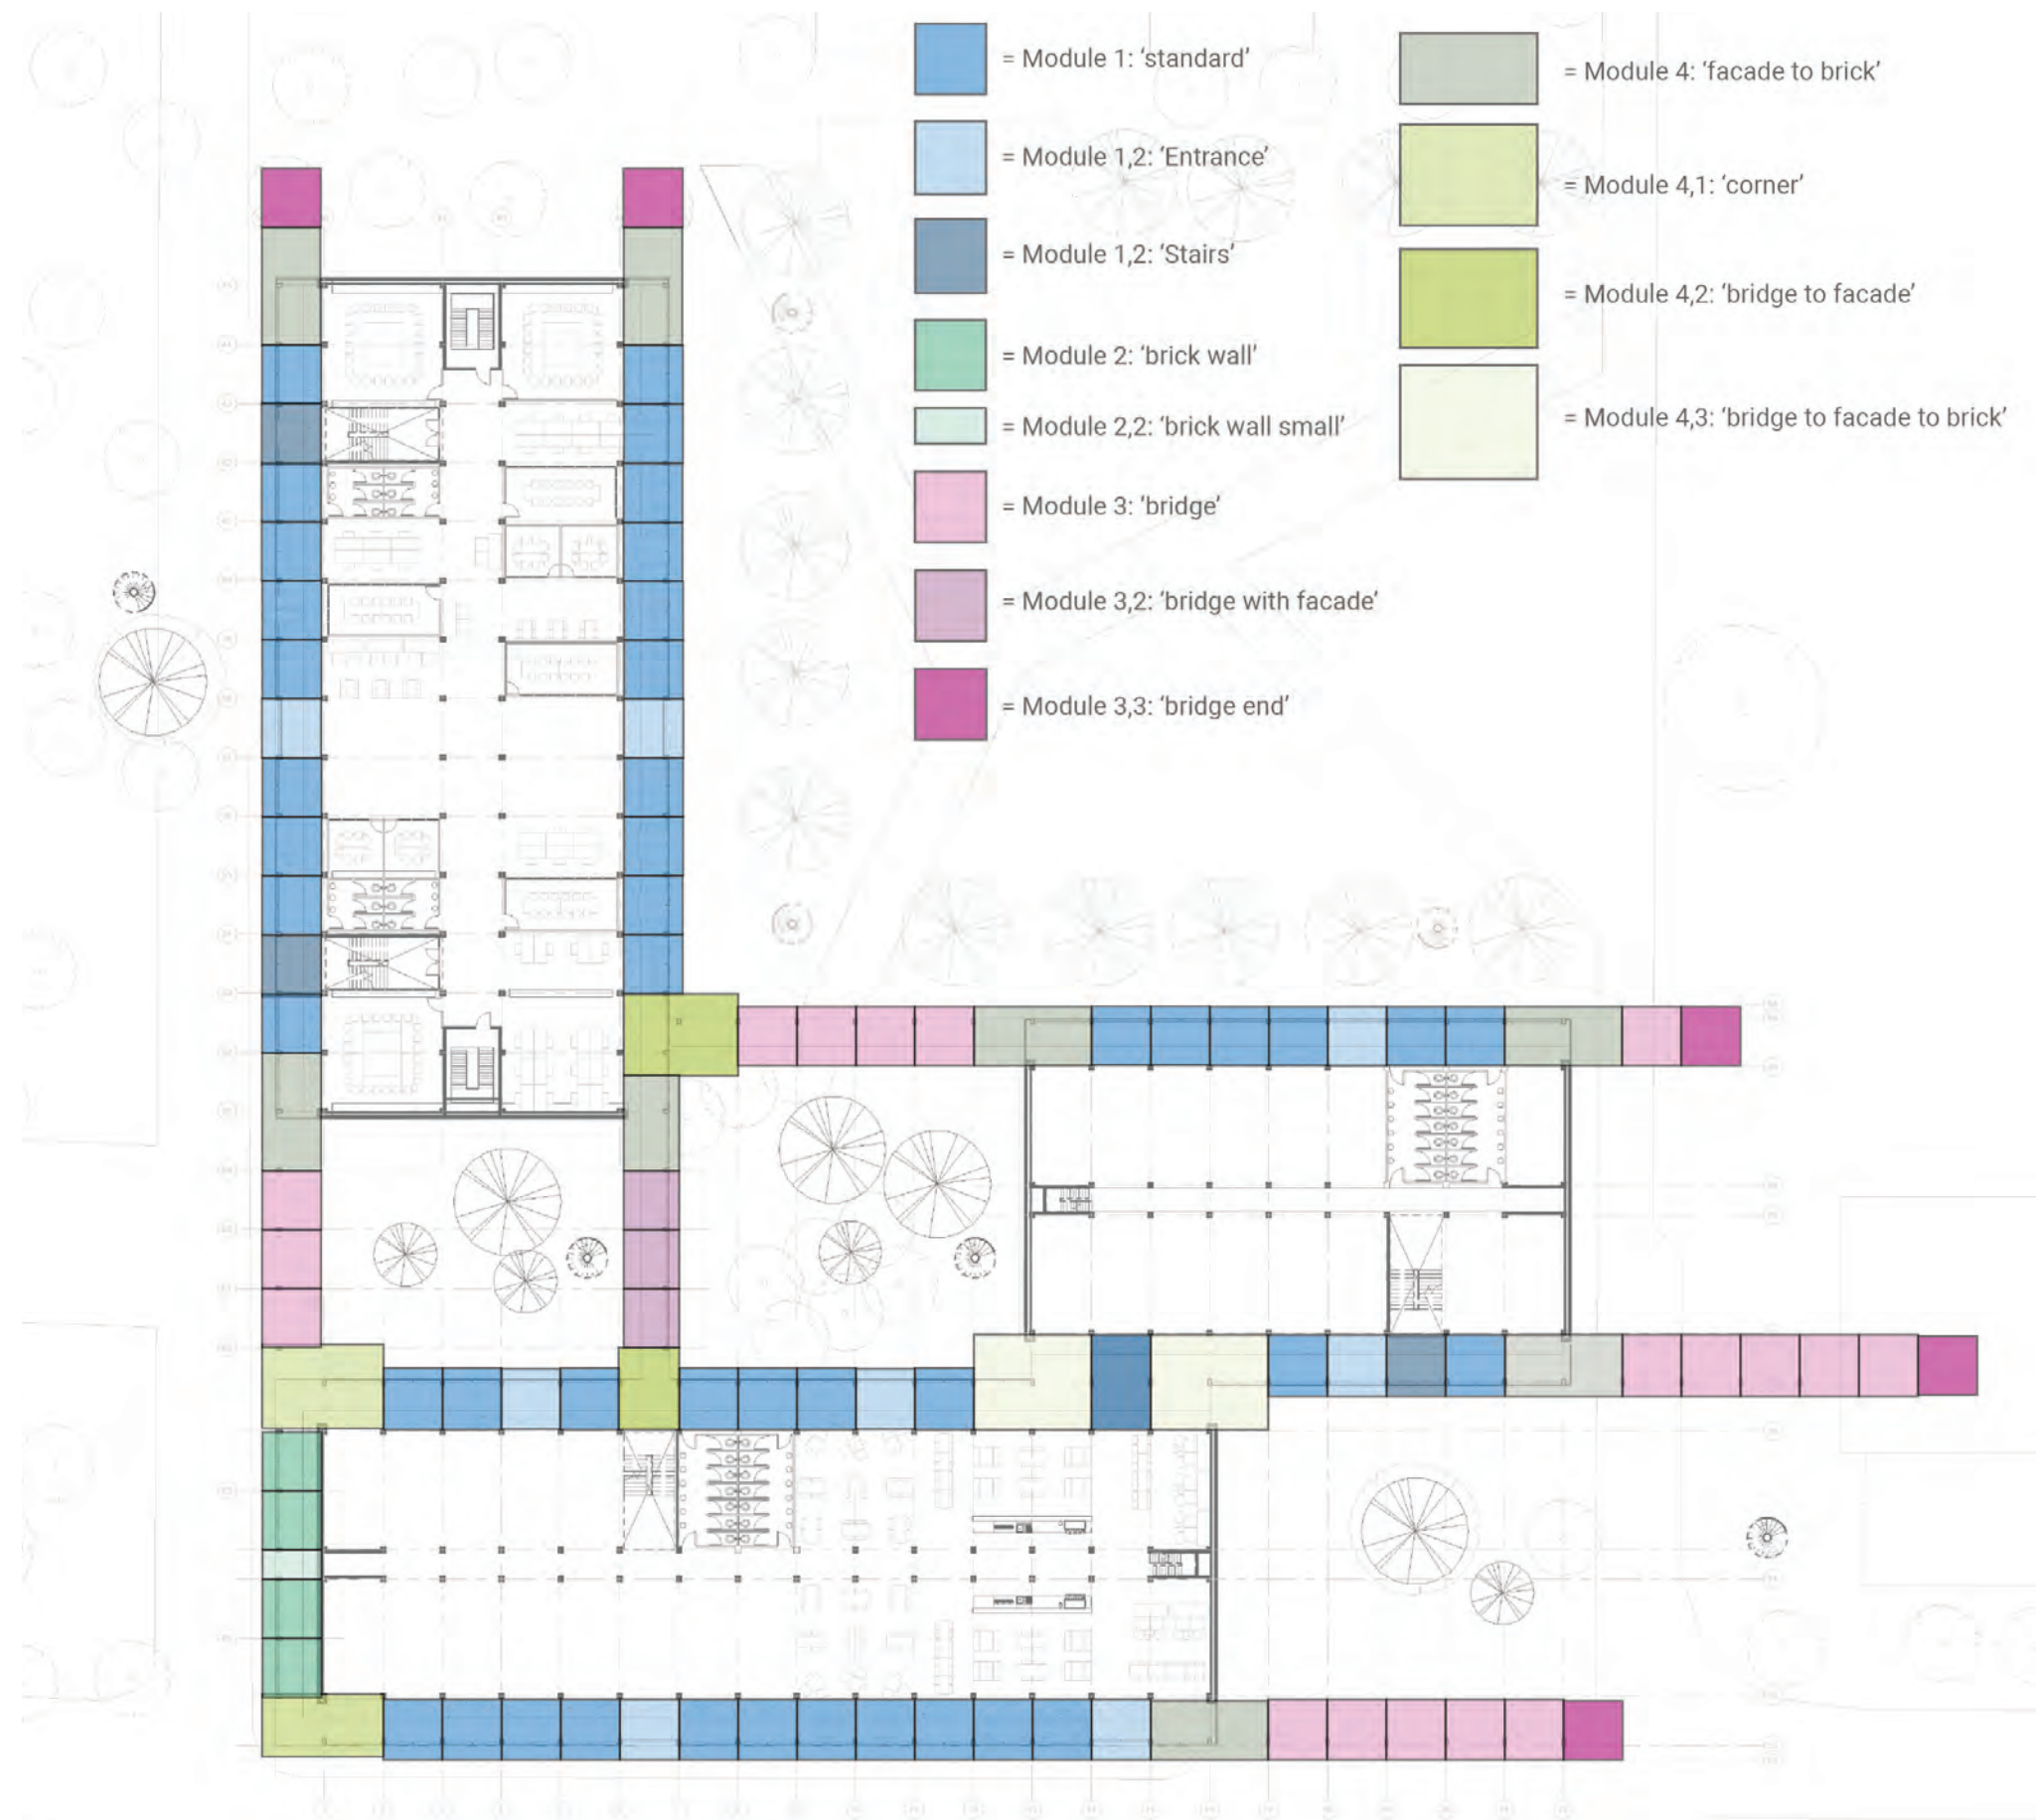 = Module 1: ‘standard’
= Module 1,2: ‘Entrance’
= Module 1,2: ‘Stairs’
= Module 2: ‘brick wall’
= Module 2,2: ‘brick wall small’
= Module 3: ‘bridge’
= Module 3,2: ‘bridge with facade’
= Module 3,3: ‘bridge end’
= Module 4: ‘facade to brick’
= Module 4,1: ‘corner’
= Module 4,2: ‘bridge to facade’
= Module 4,3: ‘bridge to facade to brick’